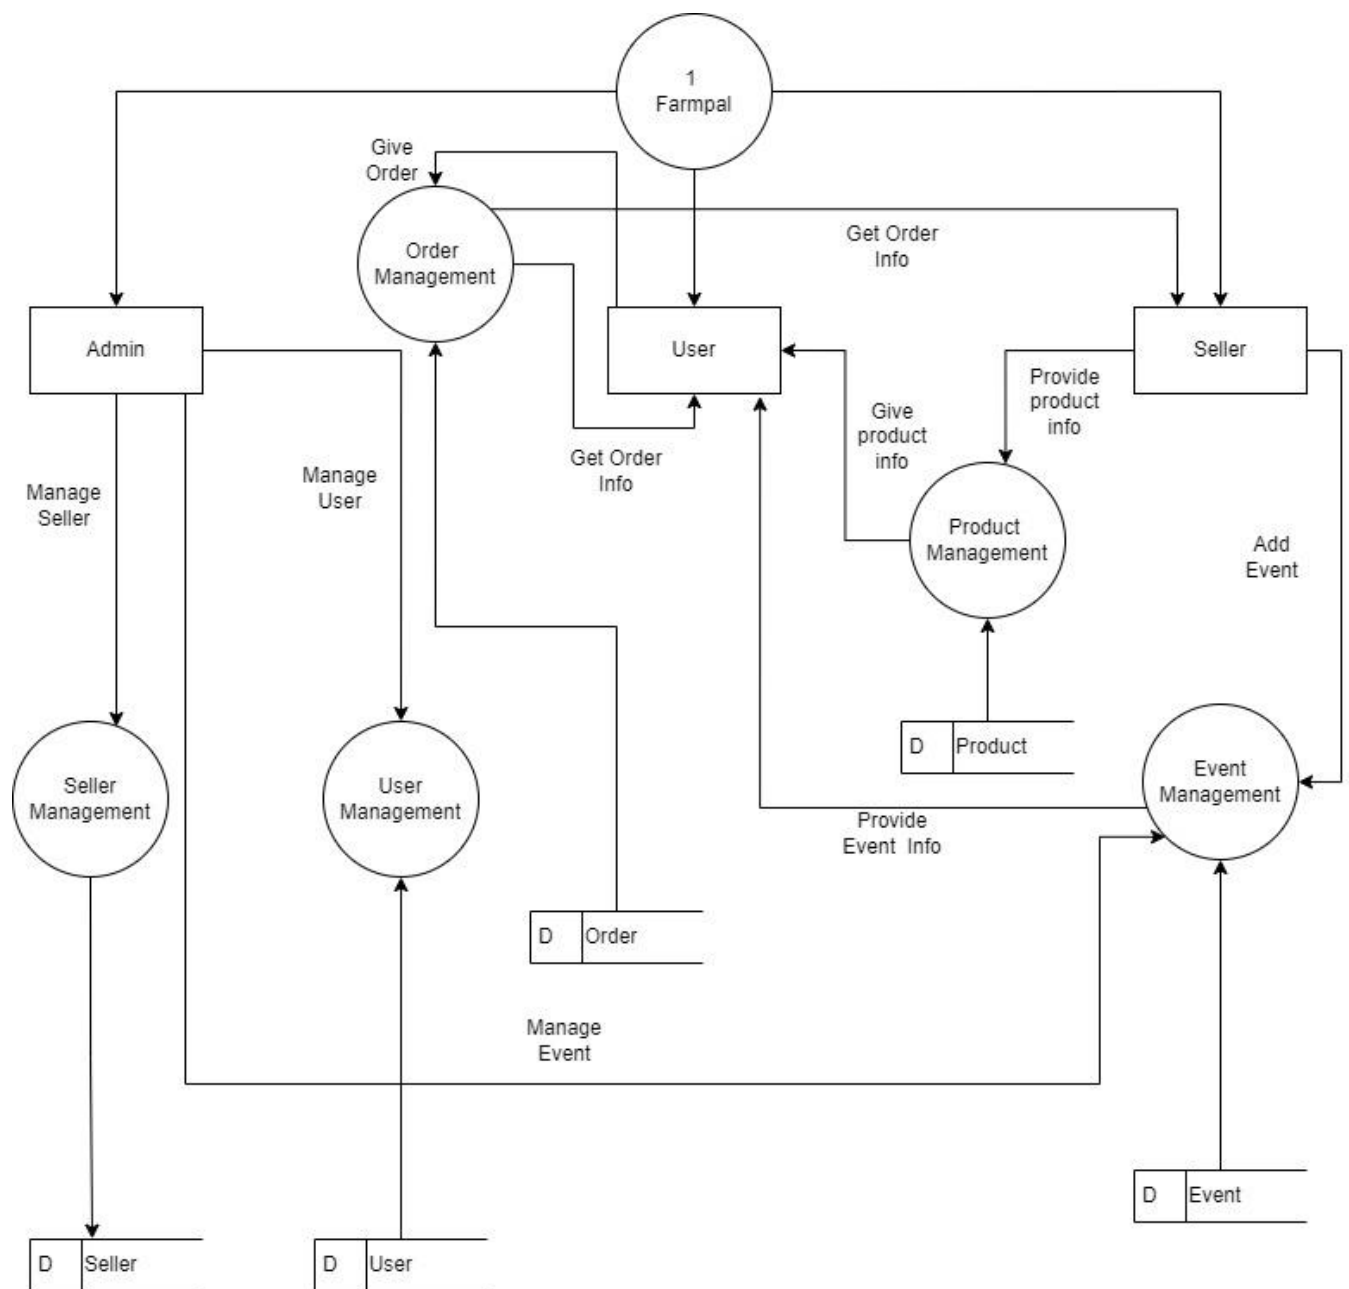 1
Farmpal
Give
Order
Get Order
Info
Order
Management
Admin
User
Seller
Provide
product
info
Give
product
info
Get Order
Info
Manage
User
Manage
Seller
Product
Management
Add
Event
D Product
Event
Management
Seller
Management
User
Management
Provide
Event  Info
D Order
Manage
Event
D Event
D Seller
D User